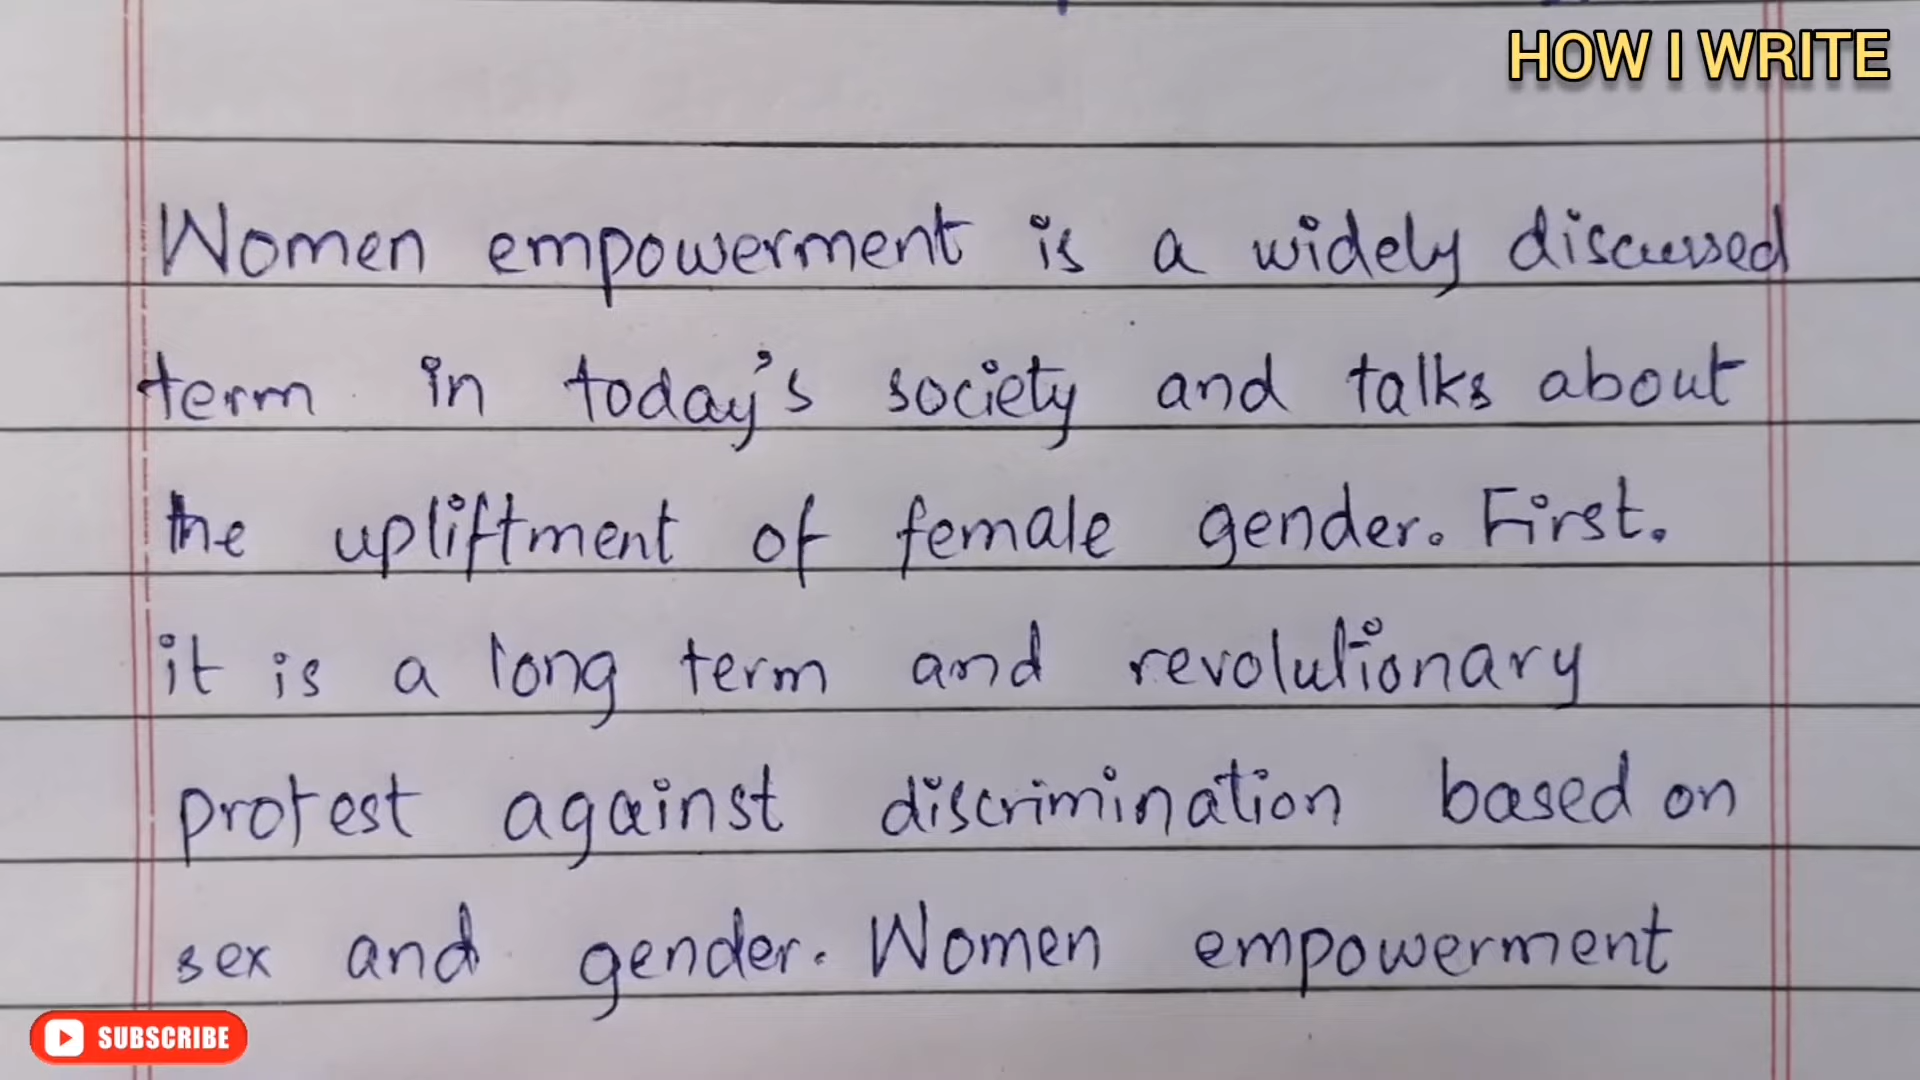 HOW I WRITE
Women empowerment is a widely discussed
term in today's society and talks about
the upliftment of female gender. First.
it is a long term and revolutionary
protest against discrimination based on
sex and gender. Women empowerment
SUBSCRIBE